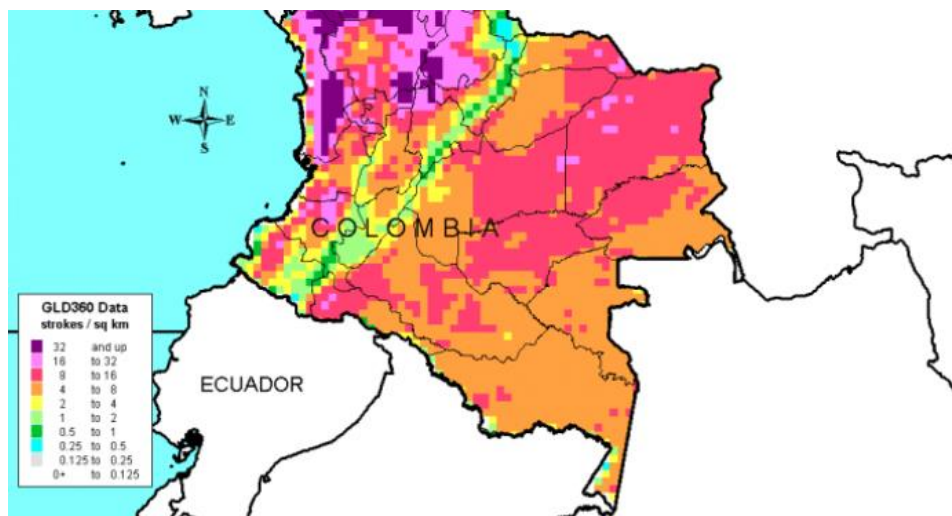 N
W E
S
COLOMBIA
GLD360 Data
strokes / sq km
32 and up
16 to 32
8 to 16
4 to 8
2 to 4
1 to 2
0.5 to 1
0.25 to 0.5
0.125 to 0.25
0+ to 0.125
ECUADOR